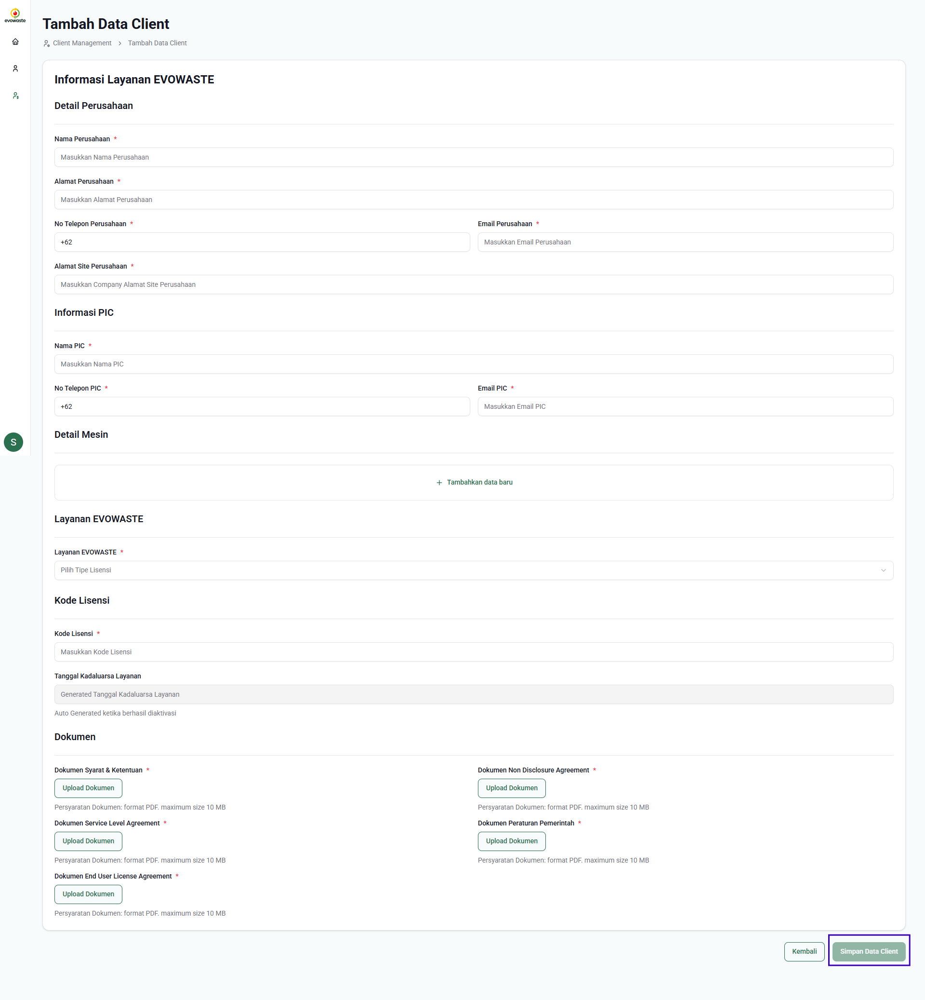 evowaste
Tambah Data Client
Client Management > Tambah Data Client
Informasi Layanan EVOWASTE
Detail Perusahaan
Nama Perusahaan *
Masukkan Nama Perusahaan
Alamat Perusahaan *
Masukkan Alamat Perusahaan
No Telepon Perusahaan * Email Perusahaan *
+62 Masukkan Email Perusahaan
Alamat Site Perusahaan *
Masukkan Company Alamat Site Perusahaan
Informasi PIC
Nama PIC *
Masukkan Nama PIC
No Telepon PIC * Email PIC *
+62 Masukkan Email PIC
Detail Mesin
S
+ Tambahkan data baru
Layanan EVOWASTE
Layanan EVOWASTE *
Pilih Tipe Lisensi
Kode Lisensi
Kode Lisensi *
Masukkan Kode Lisensi
Tanggal Kadaluarsa Layanan
Generated Tanggal Kadaluarsa Layanan
Auto Generated ketika berhasil diaktivasi
Dokumen
Dokumen Syarat & Ketentuan * Dokumen Non Disclosure Agreement *
Upload Dokumen Upload Dokumen
Persyaratan Dokumen: format PDF. maximum size 10 MB Persyaratan Dokumen: format PDF. maximum size 10 MB
Dokumen Service Level Agreement * Dokumen Peraturan Pemerintah *
Upload Dokumen Upload Dokumen
Persyaratan Dokumen: format PDF. maximum size 10 MB Persyaratan Dokumen: format PDF. maximum size 10 MB
Dokumen End User License Agreement *
Upload Dokumen
Persyaratan Dokumen: format PDF. maximum size 10 MB
Kembali Simpan Data Client